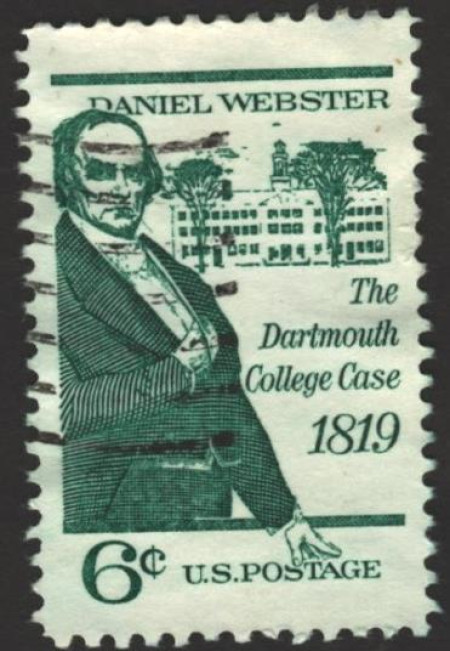 DANIEL WEBSTER
The
Dartmouth
College Case
1819
6¢ U.S.POSTAGE